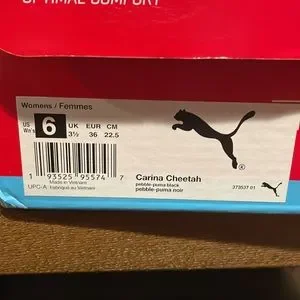 OPTIMAL COMFORT
Womens / Femmes
US Wn's 6 UK 3½ EUR 36 CM 22.5
1 93525 95574 7
UPC-A Made in Vietnam
fabriqué au Vietnam
Carina Cheetah
pebble-puma black
pebble-puma noir
373537 01
®